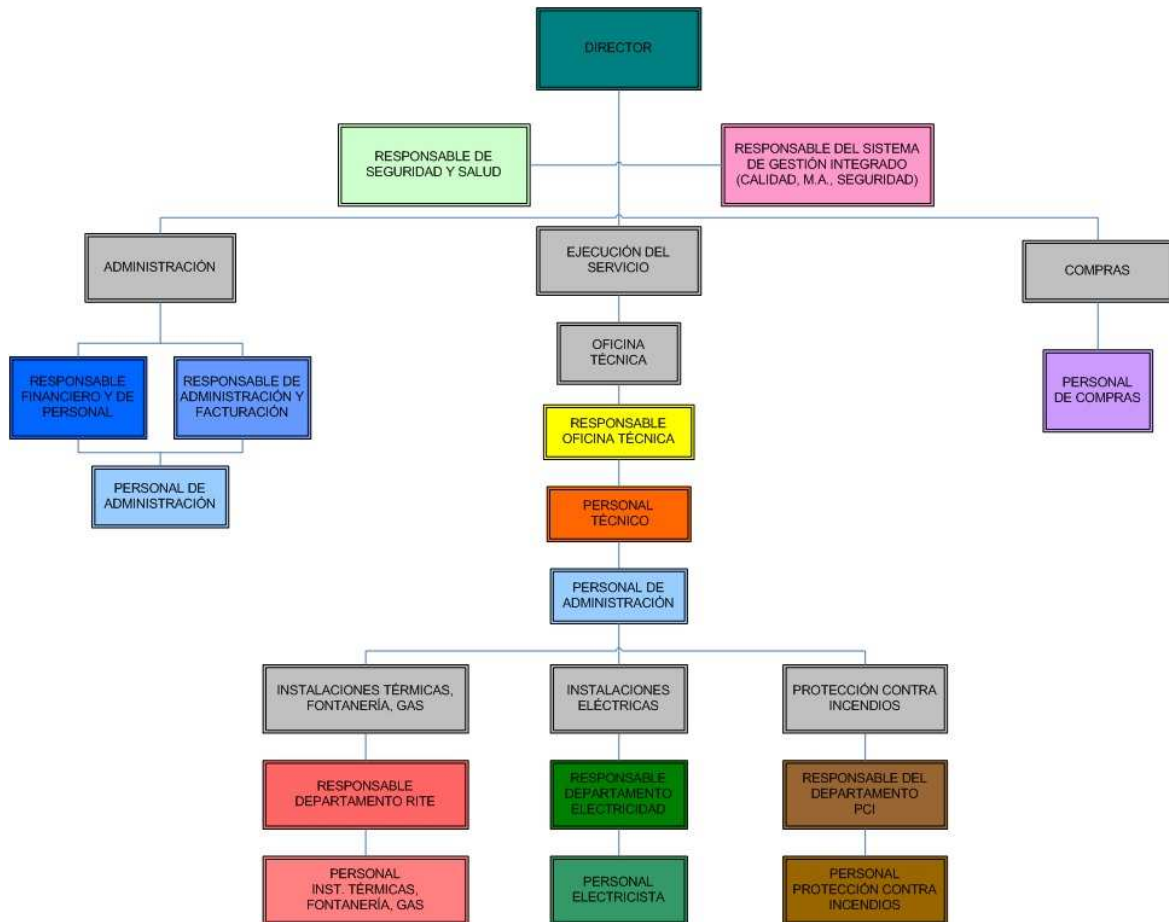 DIRECTOR
RESPONSABLE DE
SEGURIDAD Y SALUD
RESPONSABLE DEL SISTEMA
DE GESTIÓN INTEGRADO
(CALIDAD, M.A., SEGURIDAD)
ADMINISTRACIÓN
EJECUCIÓN DEL
SERVICIO
COMPRAS
OFICINA
TÉCNICA
RESPONSABLE
FINANCIERO Y DE
PERSONAL
RESPONSABLE DE
ADMINISTRACIÓN Y
FACTURACIÓN
PERSONAL
DE COMPRAS
RESPONSABLE
OFICINA TÉCNICA
PERSONAL DE
ADMINISTRACIÓN
PERSONAL
TÉCNICO
PERSONAL DE
ADMINISTRACIÓN
INSTALACIONES TÉRMICAS,
FONTANERÍA, GAS
INSTALACIONES
ELÉCTRICAS
PROTECCIÓN CONTRA
INCENDIOS
RESPONSABLE
DEPARTAMENTO RITE
RESPONSABLE
DEPARTAMENTO
ELECTRICIDAD
RESPONSABLE DEL
DEPARTAMENTO
PCI
PERSONAL
INST. TÉRMICAS,
FONTANERÍA, GAS
PERSONAL
ELECTRICISTA
PERSONAL
PROTECCIÓN CONTRA
INCENDIOS